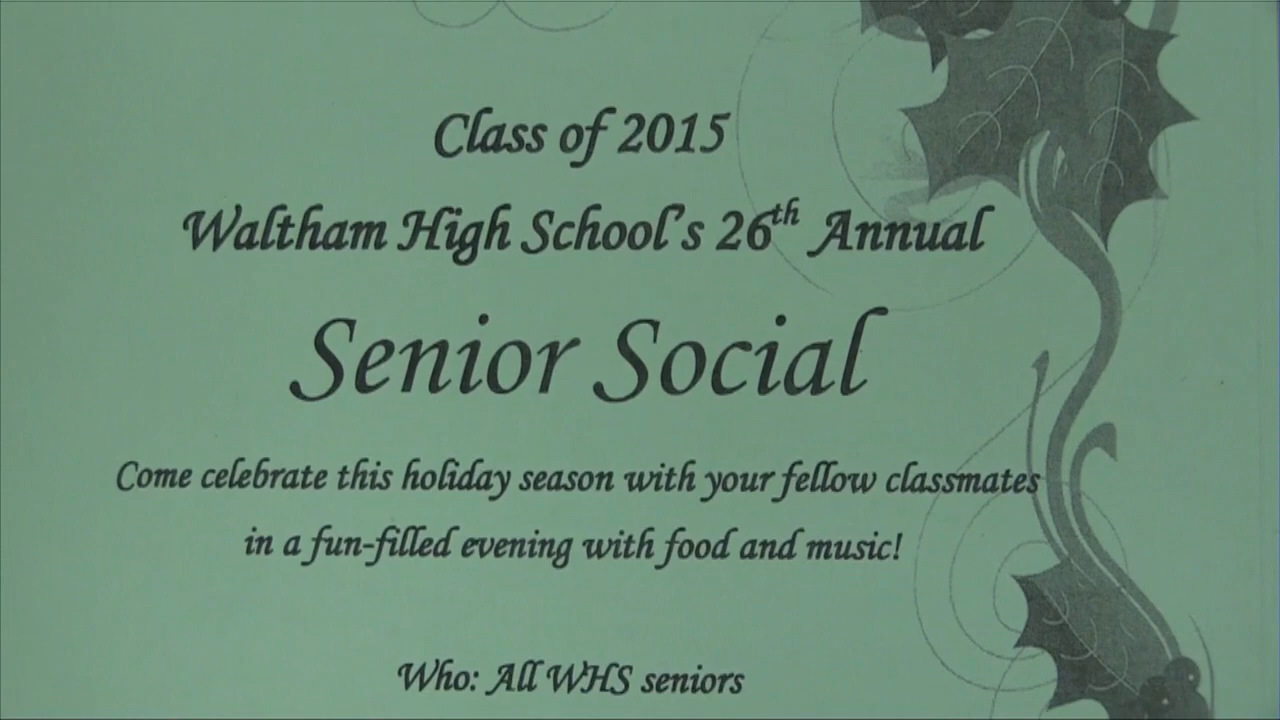 Class of 2015
Waltham High School's 26th Annual
Senior Social
Come celebrate this holiday season with your fellow classmates
in a fun-filled evening with food and music!
Who: All WHS seniors